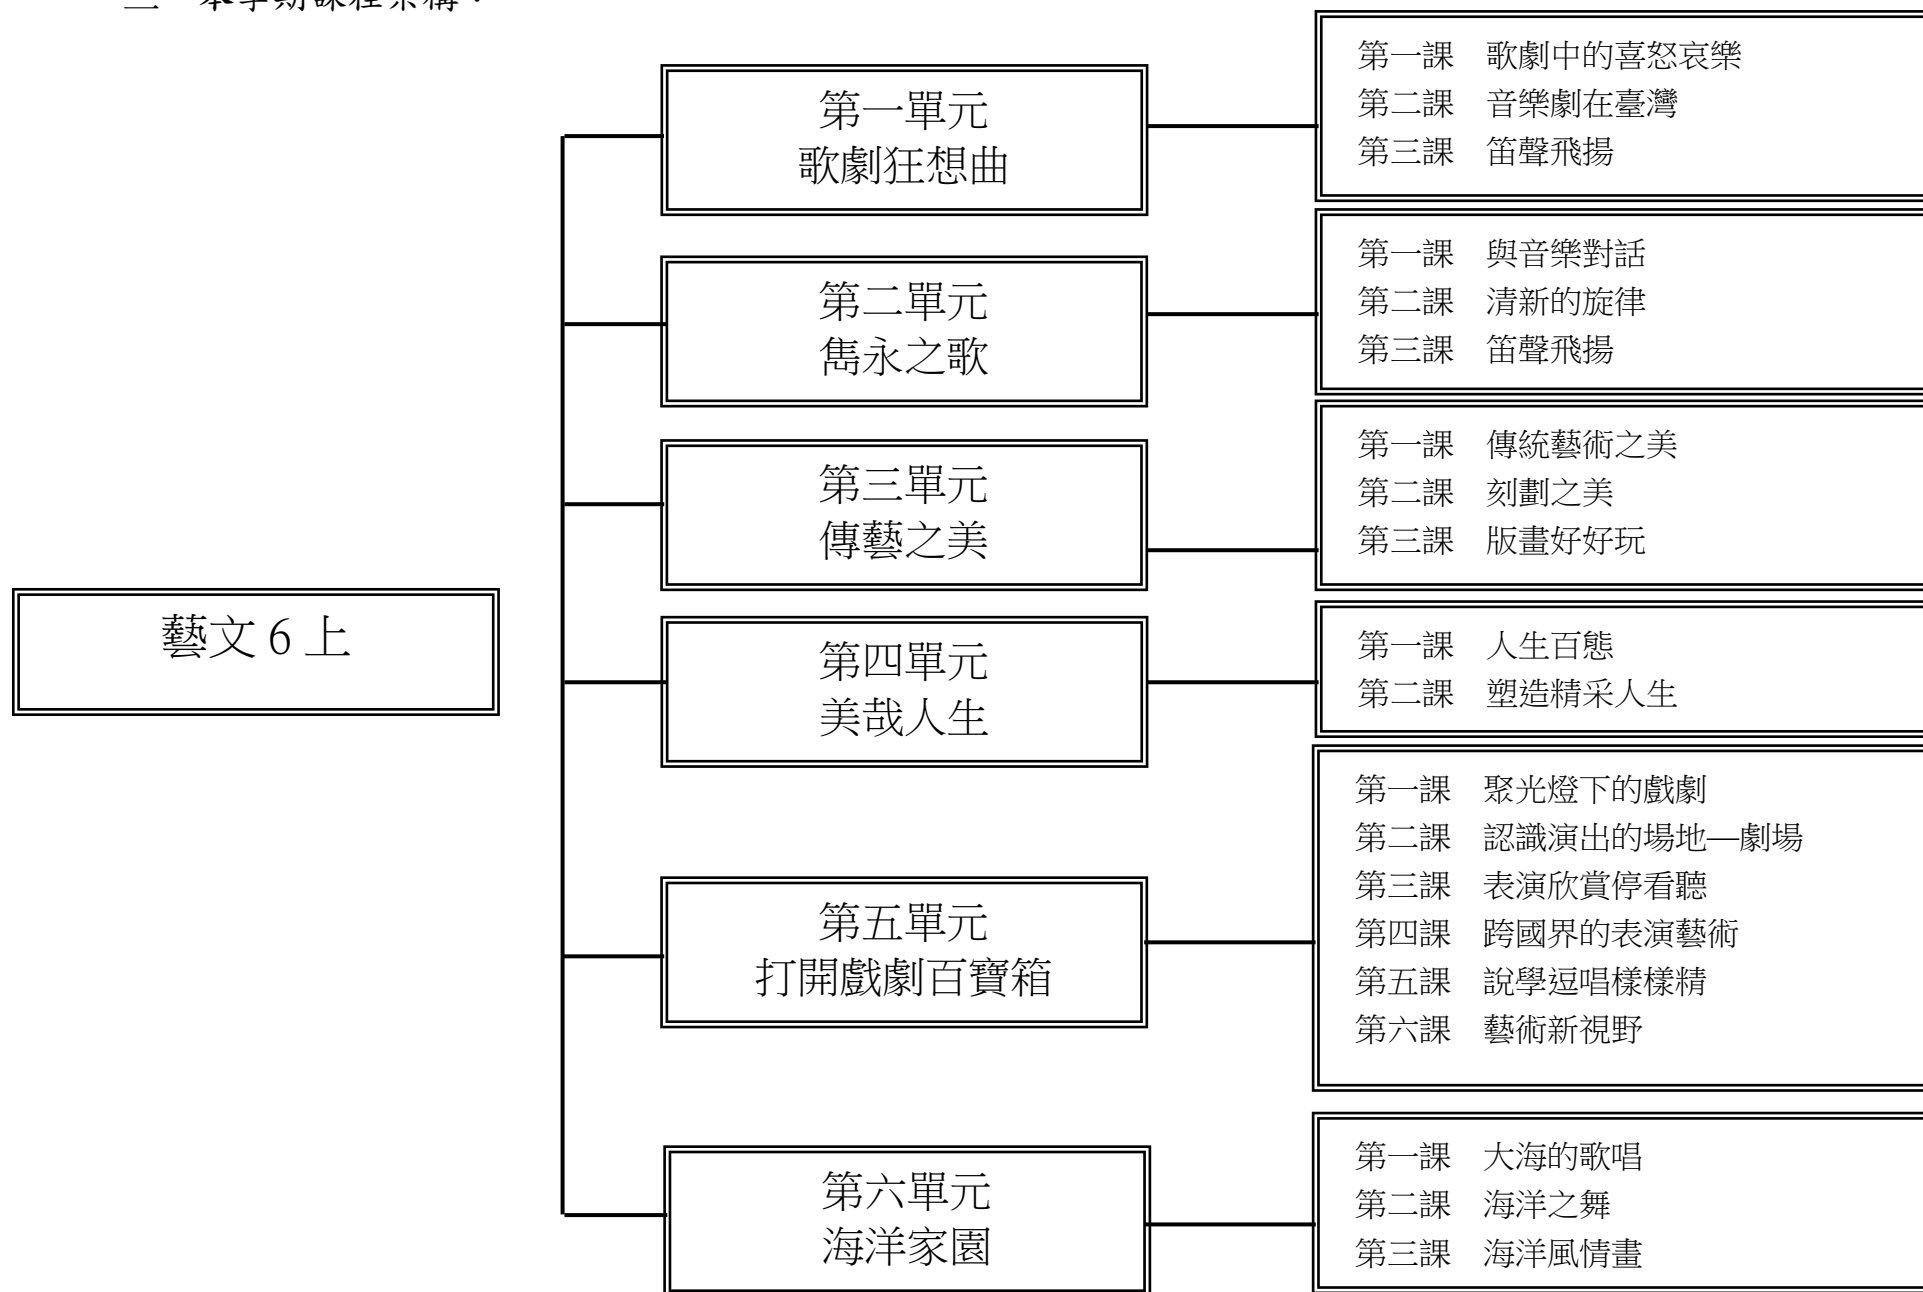 本學期課程架構：
藝文 6 上
第一單元
歌劇狂想曲
第一課　歌劇中的喜怒哀樂
第二課　音樂劇在臺灣
第三課　笛聲飛揚
第二單元
雋永之歌
第一課　與音樂對話
第二課　清新的旋律
第三課　笛聲飛揚
第三單元
傳藝之美
第一課　傳統藝術之美
第二課　刻劃之美
第三課　版畫好好玩
第四單元
美哉人生
第一課　人生百態
第二課　塑造精采人生
第五單元
打開戲劇百寶箱
第一課　聚光燈下的戲劇
第二課　認識演出的場地—劇場
第三課　表演欣賞停看聽
第四課　跨國界的表演藝術
第五課　說學逗唱樣樣精
第六課　藝術新視野
第六單元
海洋家園
第一課　大海的歌唱
第二課　海洋之舞
第三課　海洋風情畫